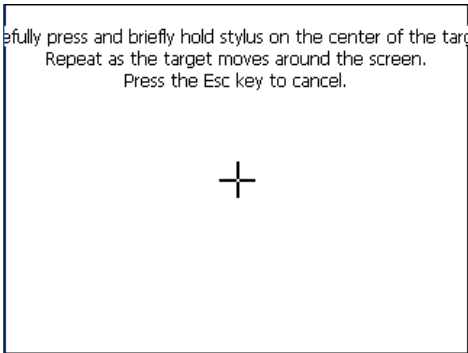 efully press and briefly hold stylus on the center of the targ
Repeat as the target moves around the screen.
Press the Esc key to cancel.